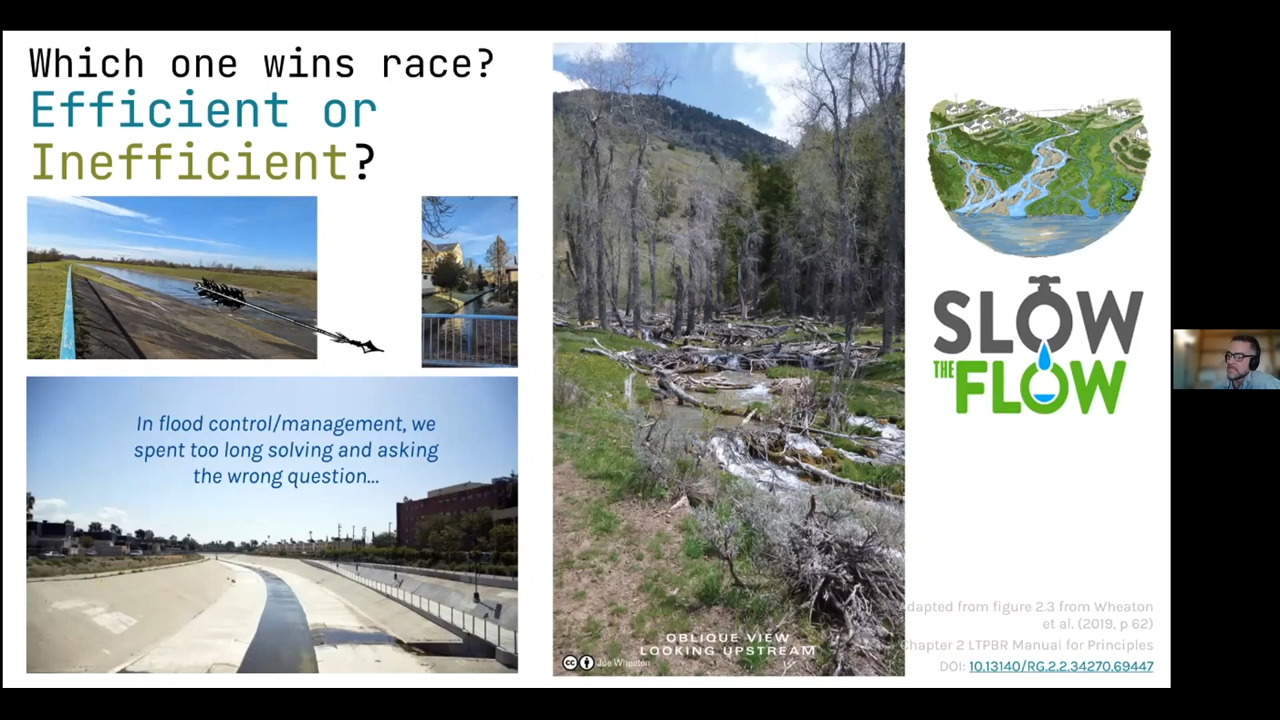 Which one wins race?
Efficient or
Inefficient?
In flood control/management, we
spent too long solving and asking
the wrong question...
OBLIQUE VIEW
LOOKING UPSTREAM
Joe Wheaton
SLOW
THE FLOW
dapted from figure 2.3 from Wheaton
et al. (2019, p 62)
Chapter 2 LTPBR Manual for Principles
DOI: 10.13140/RG.2.2.34270.69447